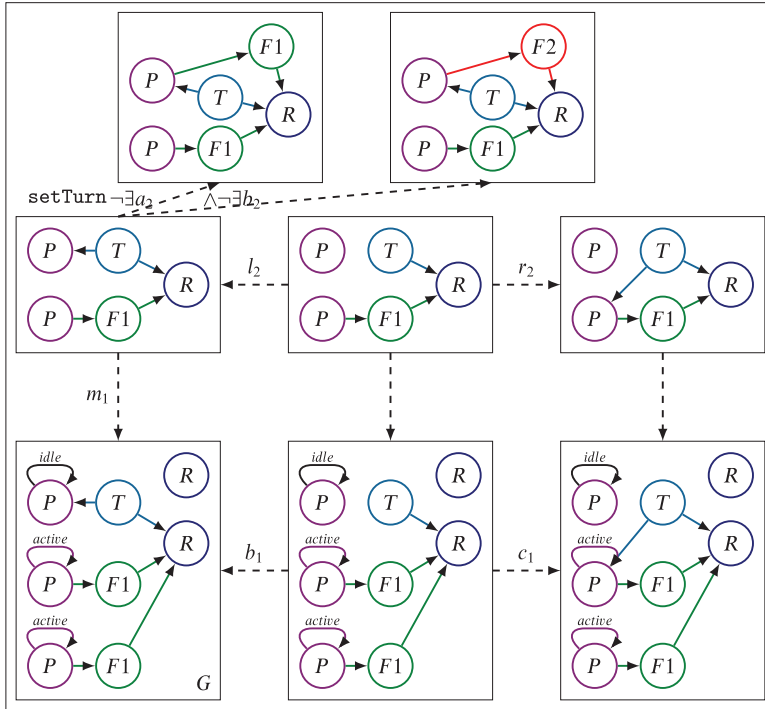 F1 F2
P P
T T
R R
P F1 P F1
setTurn ¬∃a₂ ∧¬∃b₂
P T P T P T
R l₂ R r₂ R
P F1 P F1 P F1
m₁
idle idle idle
R R R
P T P T P T
active b₁ active c₁ active
R R R
P F1 P F1 P F1
active active active
P F1 P F1 P F1
G